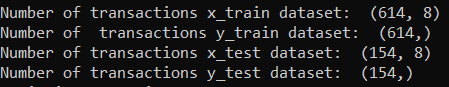 Number of transactions x_train dataset:  (614, 8)
Number of  transactions y_train dataset:  (614,)
Number of transactions x_test dataset:  (154, 8)
Number of transactions y_test dataset:  (154,)